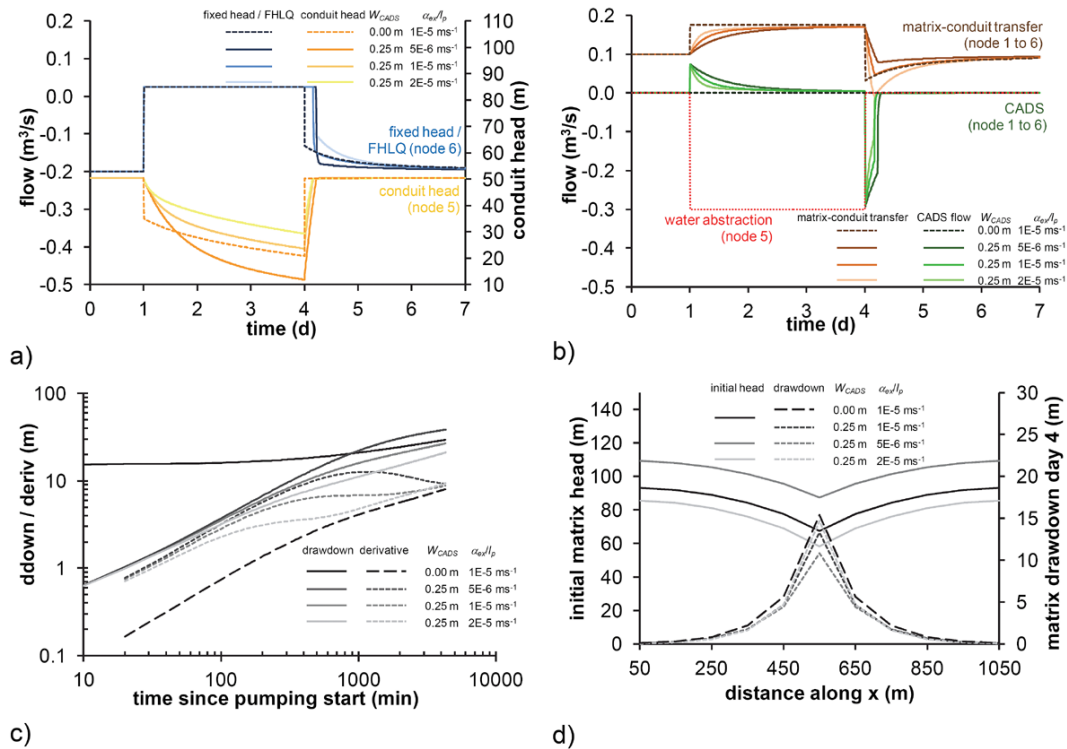 fixed head / FHLQ conduit head W_CADS α_ex/l_p
0.00 m 1E-5 ms⁻¹
0.25 m 5E-6 ms⁻¹
0.25 m 1E-5 ms⁻¹
0.25 m 2E-5 ms⁻¹
0.2
0.1
0.0
-0.1
-0.2
-0.3
-0.4
-0.5
flow (m³/s)
110
100
90
80
70
60
50
40
30
20
10
conduit head (m)
fixed head /
FHLQ (node 6)
conduit head
(node 5)
0 1 2 3 4 5 6 7
time (d)
a)
0.2
0.1
0.0
-0.1
-0.2
-0.3
-0.4
-0.5
flow (m³/s)
matrix-conduit transfer
(node 1 to 6)
CADS
(node 1 to 6)
water abstraction
(node 5)
matrix-conduit transfer CADS flow W_CADS α_ex/l_p
0.00 m 1E-5 ms⁻¹
0.25 m 5E-6 ms⁻¹
0.25 m 1E-5 ms⁻¹
0.25 m 2E-5 ms⁻¹
0 1 2 3 4 5 6 7
time (d)
b)
100
10
1
0.1
ddown / deriv (m)
drawdown derivative W_CADS α_ex/l_p
0.00 m 1E-5 ms⁻¹
0.25 m 5E-6 ms⁻¹
0.25 m 1E-5 ms⁻¹
0.25 m 2E-5 ms⁻¹
10 100 1000 10000
time since pumping start (min)
c)
initial head drawdown W_CADS α_ex/l_p
0.00 m 1E-5 ms⁻¹
0.25 m 1E-5 ms⁻¹
0.25 m 5E-6 ms⁻¹
0.25 m 2E-5 ms⁻¹
140
120
100
80
60
40
20
0
initial matrix head (m)
30
25
20
15
10
5
0
matrix drawdown day 4 (m)
50 250 450 650 850 1050
distance along x (m)
d)